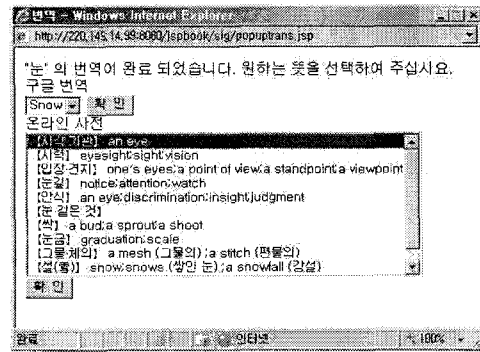 번역 - Windows Internet Explorer
http://220.145.14.99:8080/jspbook/sig/popuptrans.jsp
"눈" 의 번역이 완료 되었습니다. 원하는 뜻을 선택하여 주십시요.
구글 번역
Snow 확 인
온라인 사전
[시각 기관] an eye
[시력] eyesight;sight;vision
[입장·견지] one's eyes;a point of view;a standpoint;a viewpoint
[눈길] notice;attention;watch
[안식] an eye;discrimination;insight;judgment
[눈 같은 것]
[싹] a bud;a sprout;a shoot
[눈금] graduation;scale
[그물·체의] a mesh (그물의);a stitch (편물의)
[설(雪)] snow;snows (쌓인 눈);a snowfall (강설)
확 인
완료 인터넷 100%